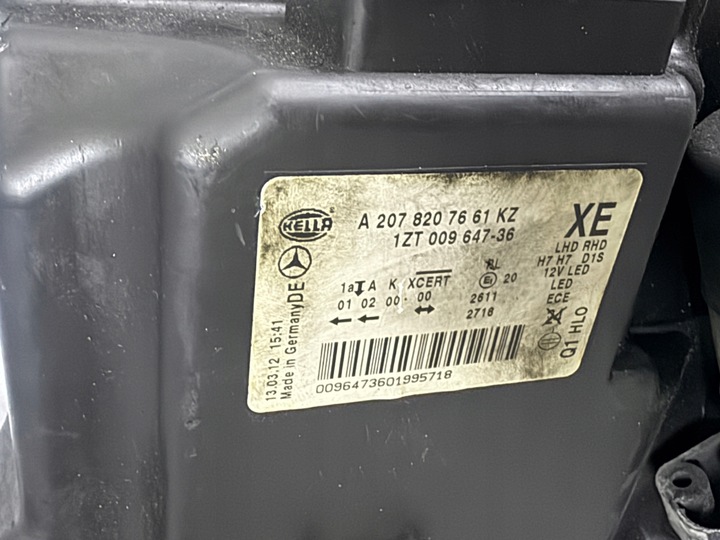 HELLA
A 207 820 76 61 KZ
1ZT 009 647-36
XE
LHD RHD
H7 H7 D1S
12V LED
LED
ECE
Q1 HLO
1a A K XCERT RL
20
01 02 00 - 00 2611
2718
DE
13.03.12 15:41
Made in Germany
0096473601995718